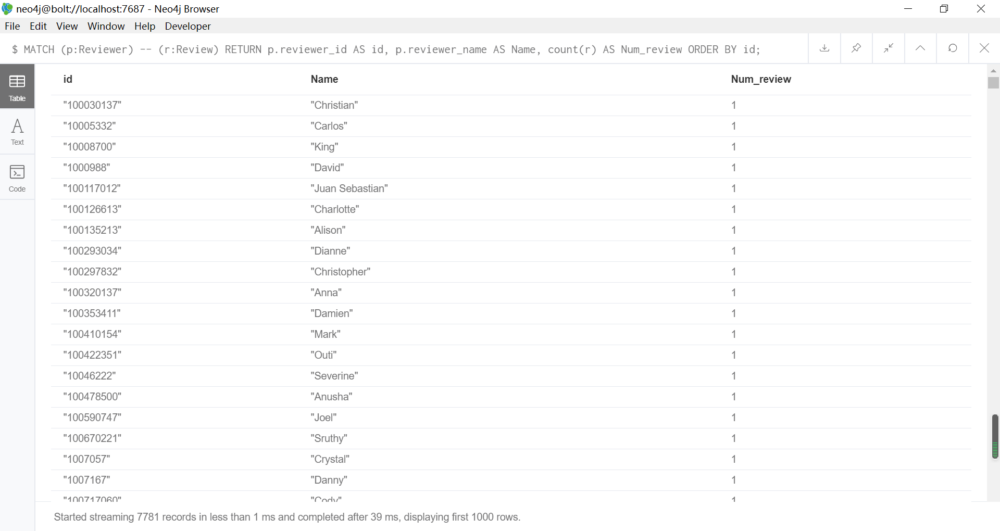 neo4j@bolt://localhost:7687 - Neo4j Browser
File Edit View Window Help Developer
$ MATCH (p:Reviewer) -- (r:Review) RETURN p.reviewer_id AS id, p.reviewer_name AS Name, count(r) AS Num_review ORDER BY id;
Table
Text
Code
id Name Num_review
"100030137" "Christian" 1
"10005332" "Carlos" 1
"10008700" "King" 1
"1000988" "David" 1
"100117012" "Juan Sebastian" 1
"100126613" "Charlotte" 1
"100135213" "Alison" 1
"100293034" "Dianne" 1
"100297832" "Christopher" 1
"100320137" "Anna" 1
"100353411" "Damien" 1
"100410154" "Mark" 1
"100422351" "Outi" 1
"10046222" "Severine" 1
"100478500" "Anusha" 1
"100590747" "Joel" 1
"100670221" "Sruthy" 1
"1007057" "Crystal" 1
"1007167" "Danny" 1
"100717060" "Cody" 1
Started streaming 7781 records in less than 1 ms and completed after 39 ms, displaying first 1000 rows.